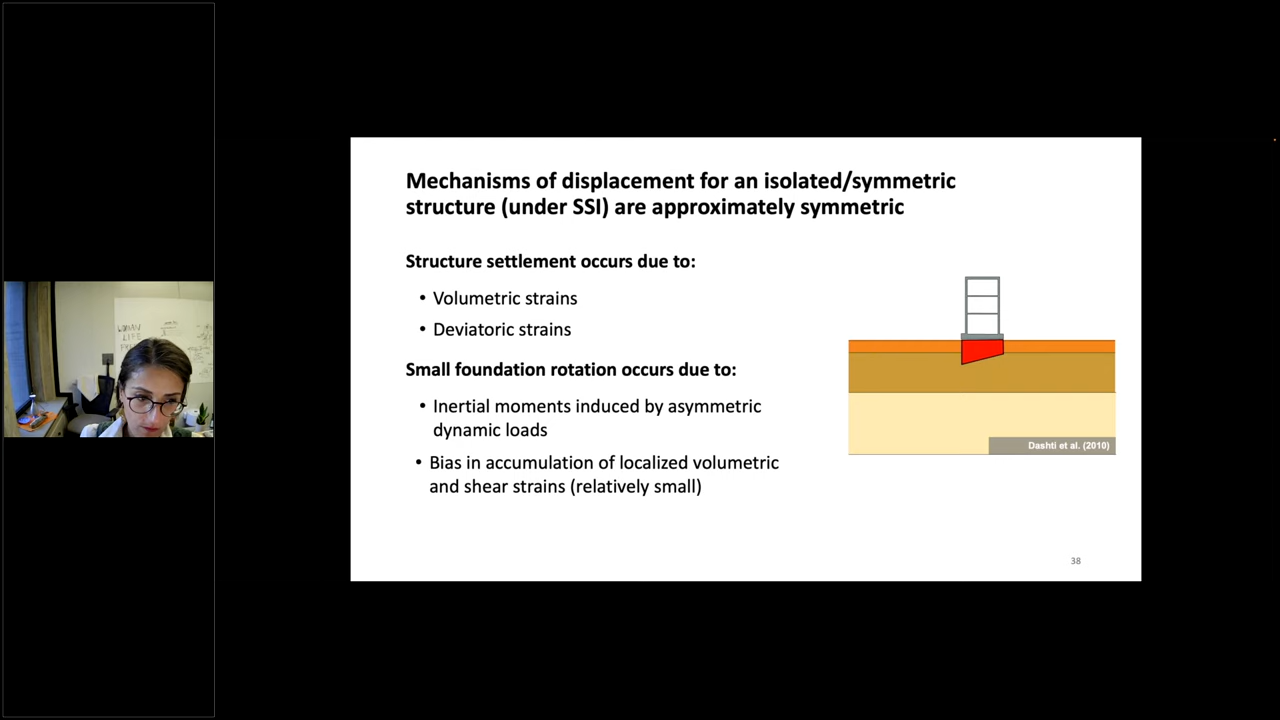 Mechanisms of displacement for an isolated/symmetric
structure (under SSI) are approximately symmetric
Structure settlement occurs due to:
• Volumetric strains
• Deviatoric strains
Small foundation rotation occurs due to:
• Inertial moments induced by asymmetric
dynamic loads
• Bias in accumulation of localized volumetric
and shear strains (relatively small)
Dashti et al. (2010)
38
WOMAN
LIFE